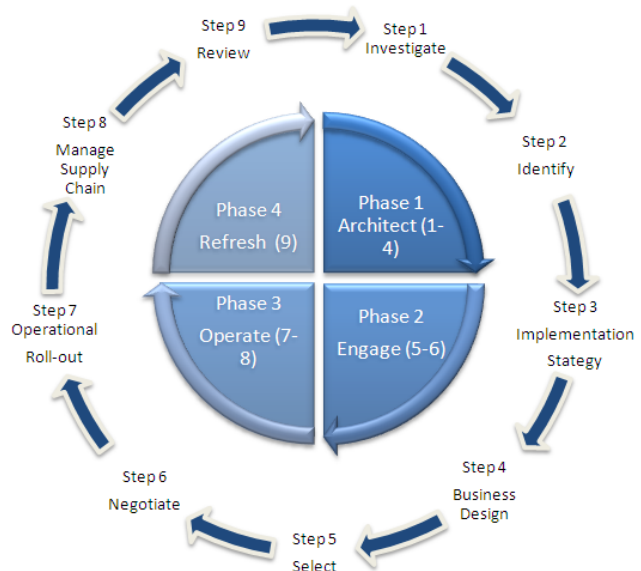 Step 1
Investigate
Step 2
Identify
Step 3
Implementation
Stategy
Step 4
Business
Design
Step 5
Select
Step 6
Negotiate
Step 7
Operational
Roll-out
Step 8
Manage
Supply
Chain
Step 9
Review
Phase 1
Architect (1-
4)
Phase 2
Engage (5-6)
Phase 3
Operate (7-
8)
Phase 4
Refresh (9)